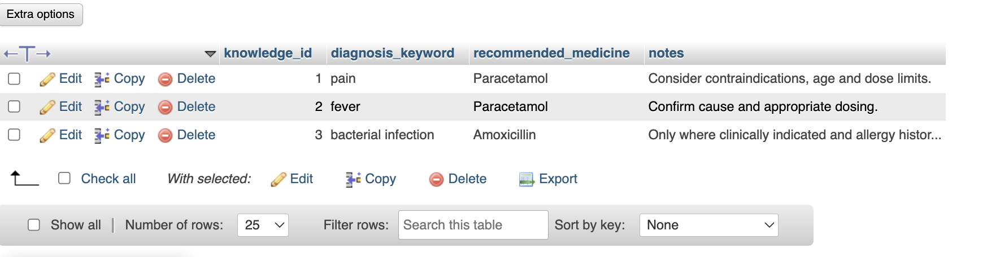 Extra options
knowledge_id diagnosis_keyword recommended_medicine notes
Edit Copy Delete 1 pain Paracetamol Consider contraindications, age and dose limits.
Edit Copy Delete 2 fever Paracetamol Confirm cause and appropriate dosing.
Edit Copy Delete 3 bacterial infection Amoxicillin Only where clinically indicated and allergy histor...
Check all With selected: Edit Copy Delete Export
Show all Number of rows: 25 Filter rows: Search this table Sort by key: None